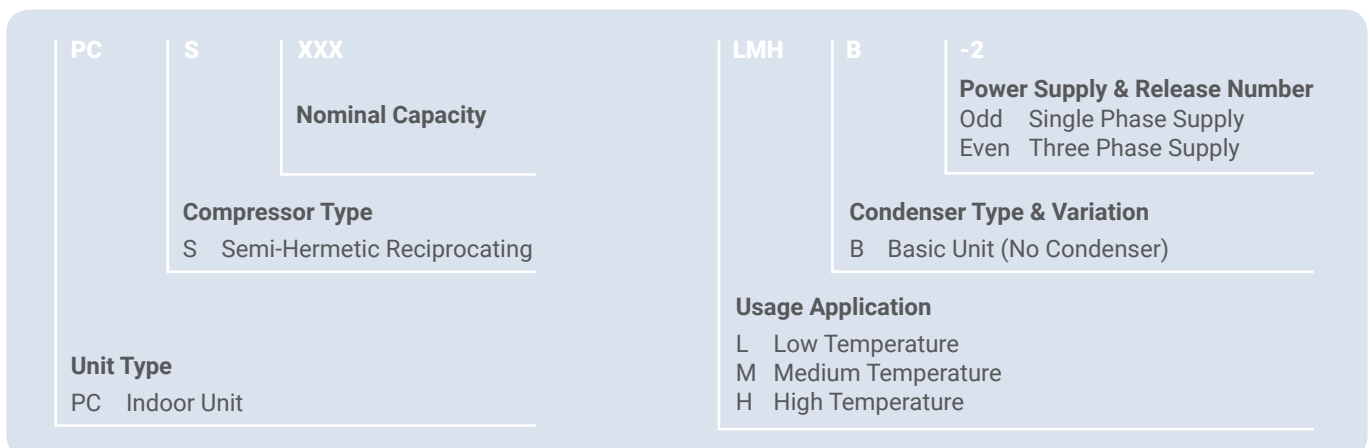 PC S XXX LMH B -2
Power Supply & Release Number
Nominal Capacity
Odd Single Phase Supply
Even Three Phase Supply
Compressor Type
S Semi-Hermetic Reciprocating
Condenser Type & Variation
B Basic Unit (No Condenser)
Usage Application
L Low Temperature
M Medium Temperature
H High Temperature
Unit Type
PC Indoor Unit